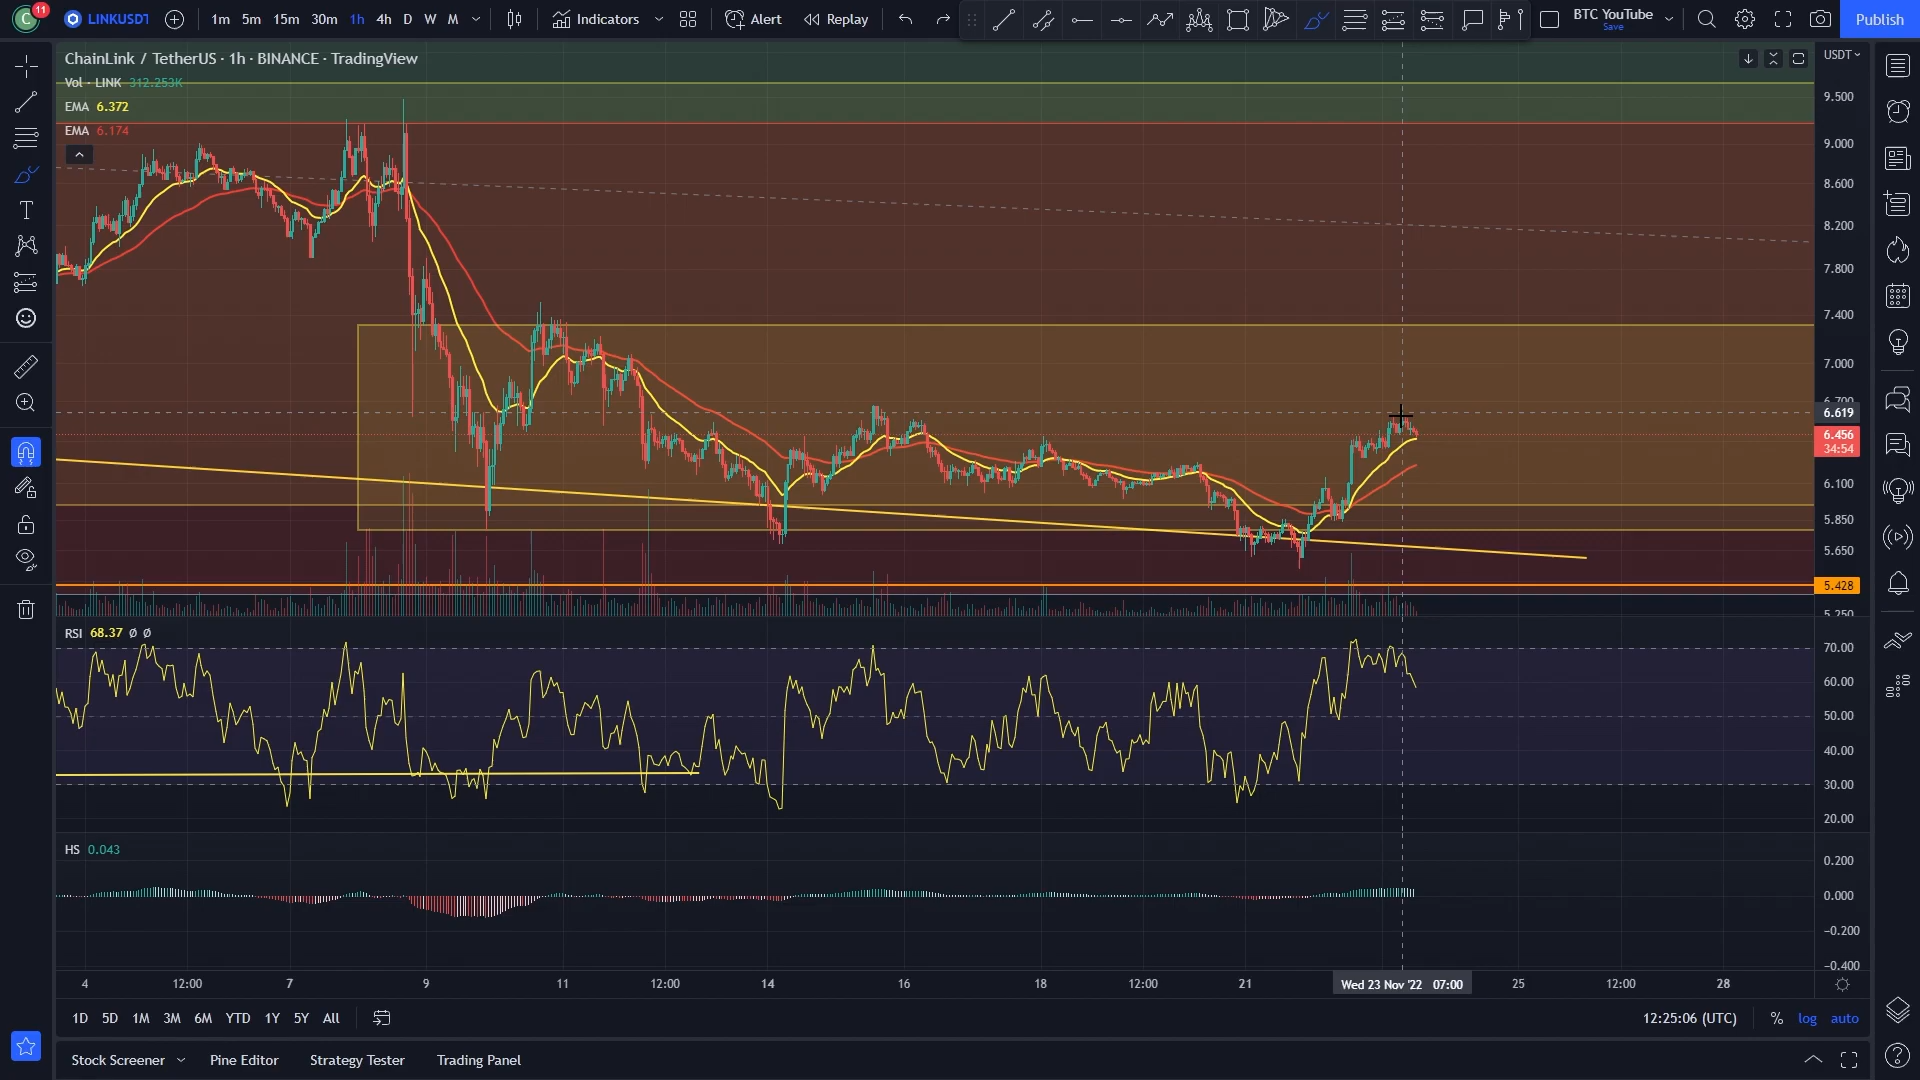 C 11 LINKUSDT 1m 5m 15m 30m 1h 4h D W M Indicators Alert Replay BTC YouTube Save Publish
ChainLink / TetherUS · 1h · BINANCE · TradingView
Vol · LINK 312.253K
EMA 6.372
EMA 6.174
USDT
9.500
9.000
8.600
8.200
7.800
7.400
7.000
6.700
6.619
6.456
34:54
6.100
5.850
5.650
5.428
5.250
RSI 68.37 Ø Ø
70.00
60.00
50.00
40.00
30.00
20.00
HS 0.043
0.200
0.000
−0.200
−0.400
4 12:00 7 9 11 12:00 14 16 18 12:00 21 Wed 23 Nov '22 07:00 25 12:00 28
1D 5D 1M 3M 6M YTD 1Y 5Y All 12:25:06 (UTC) % log auto
Stock Screener Pine Editor Strategy Tester Trading Panel